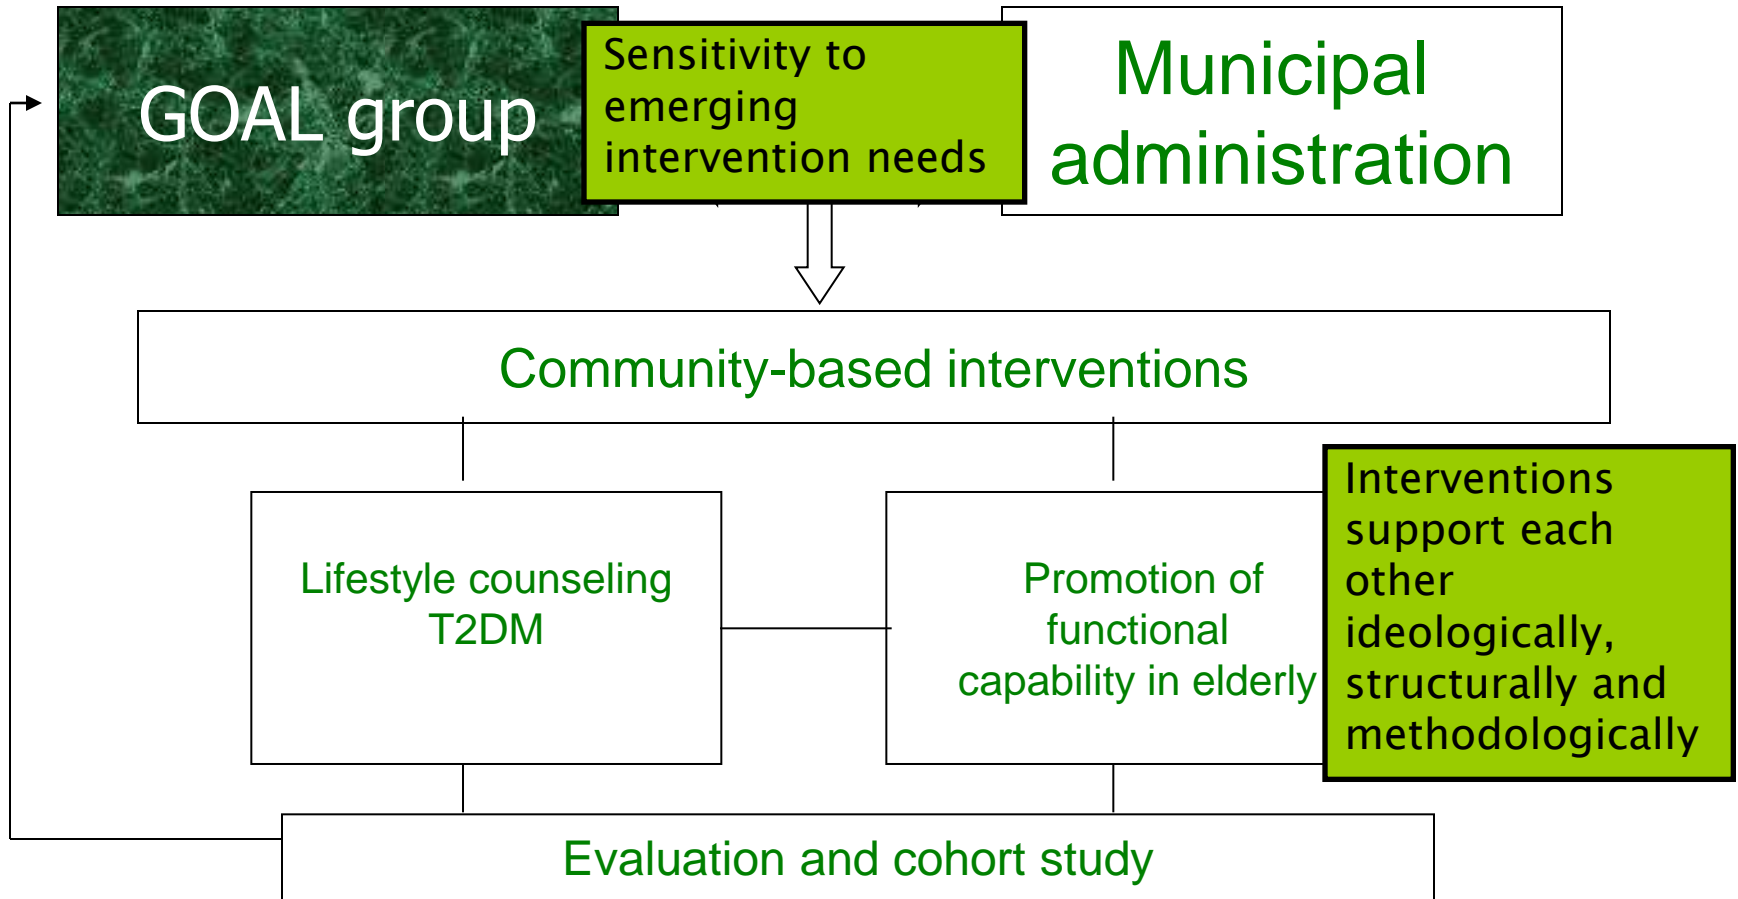 GOAL group
Sensitivity to
emerging
intervention needs
Municipal
administration
Community-based interventions
Lifestyle counseling
T2DM
Promotion of
functional
capability in elderly
Interventions
support each
other
ideologically,
structurally and
methodologically
Evaluation and cohort study